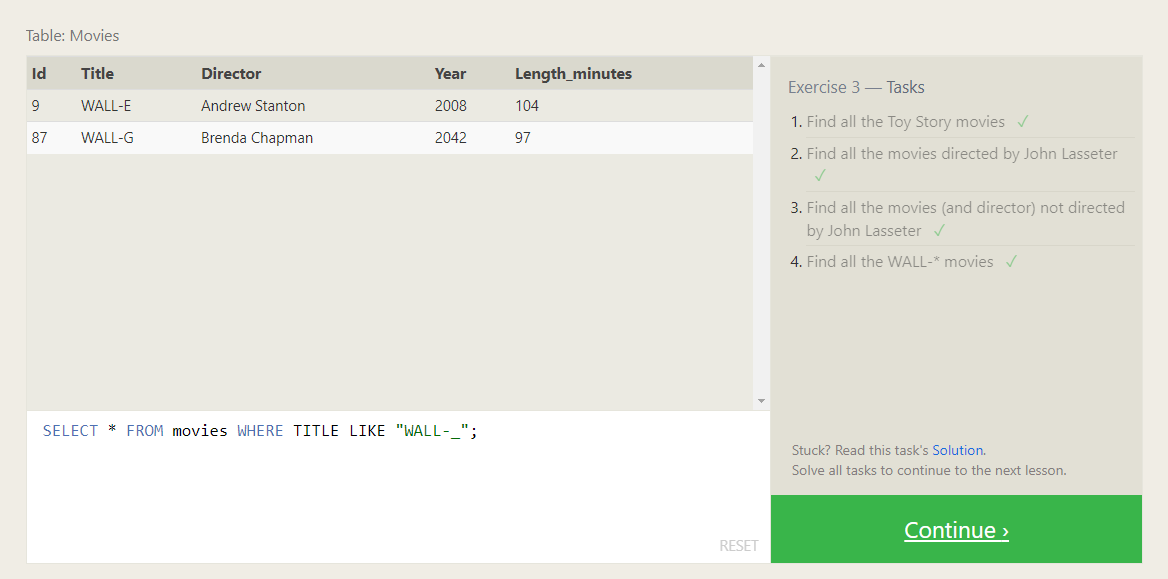 Table: Movies
Id Title Director Year Length_minutes
9 WALL-E Andrew Stanton 2008 104
87 WALL-G Brenda Chapman 2042 97
SELECT * FROM movies WHERE TITLE LIKE "WALL-_";
RESET
Exercise 3 — Tasks
1. Find all the Toy Story movies ✓
2. Find all the movies directed by John Lasseter
✓
3. Find all the movies (and director) not directed
by John Lasseter ✓
4. Find all the WALL-* movies ✓
Stuck? Read this task's Solution.
Solve all tasks to continue to the next lesson.
Continue ›